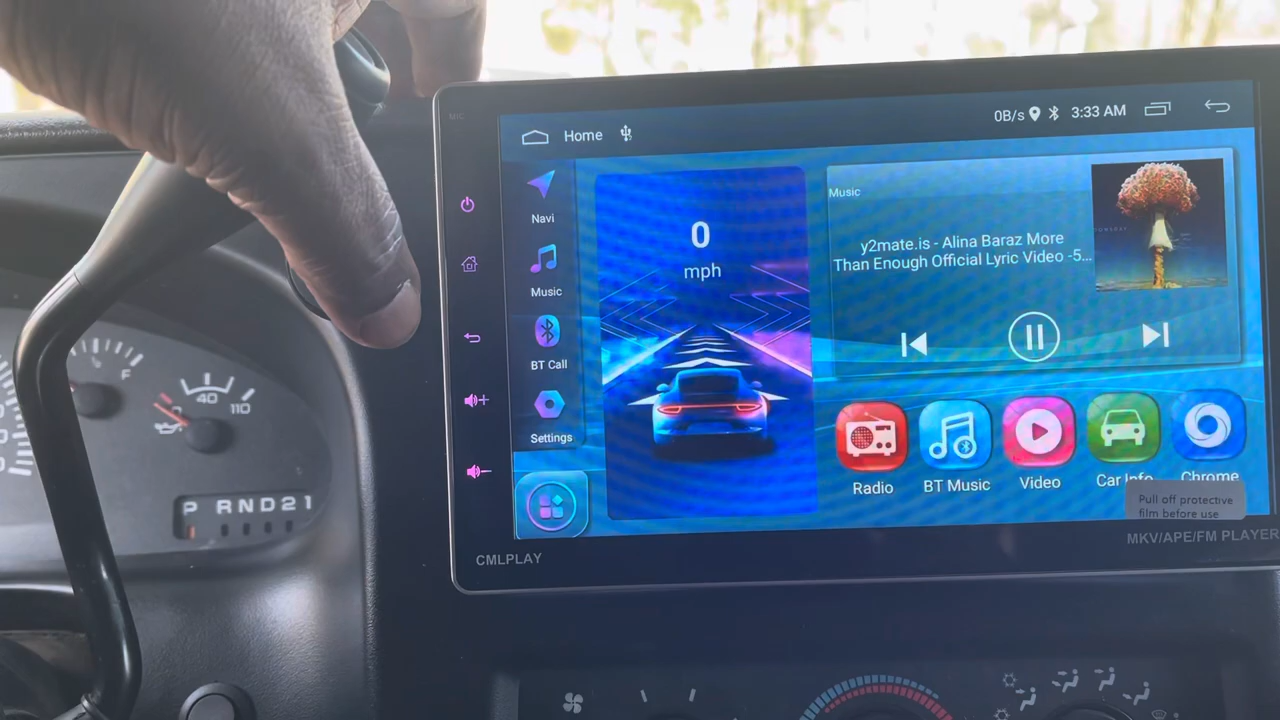 MIC
Home
0B/s
3:33 AM
Navi
Music
BT Call
Settings
0
mph
Music
y2mate.is - Alina Baraz More
Than Enough Official Lyric Video -5...
Radio
BT Music
Video
Car Info
Chrome
Pull off protective
film before use
CMLPLAY
MKV/APE/FM PLAYER
F
40
110
P R N D 2 1